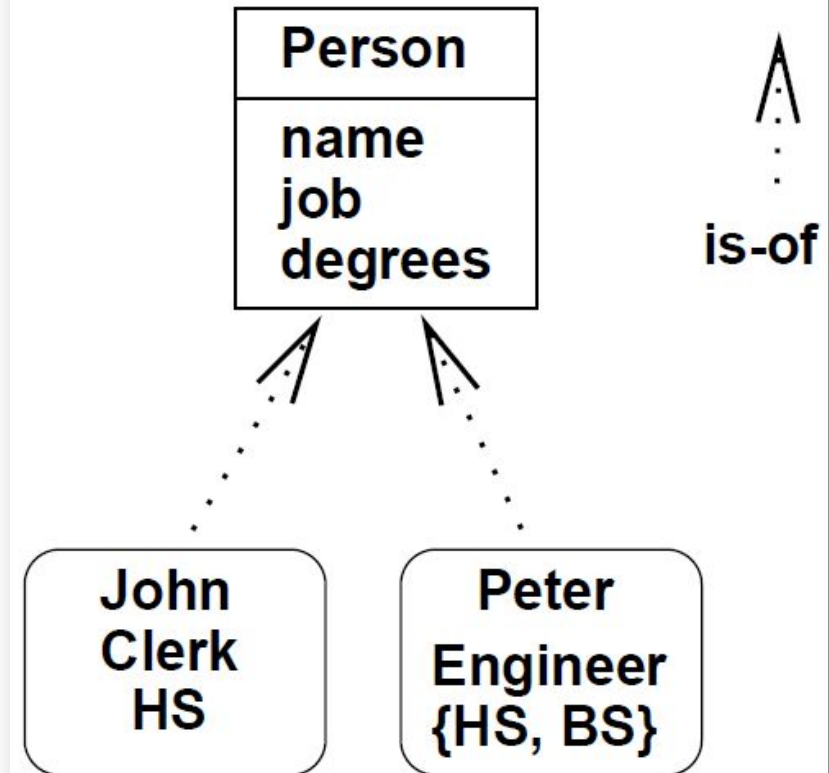 Person
name
job
degrees
is-of
John
Clerk
HS
Peter
Engineer
{HS, BS}